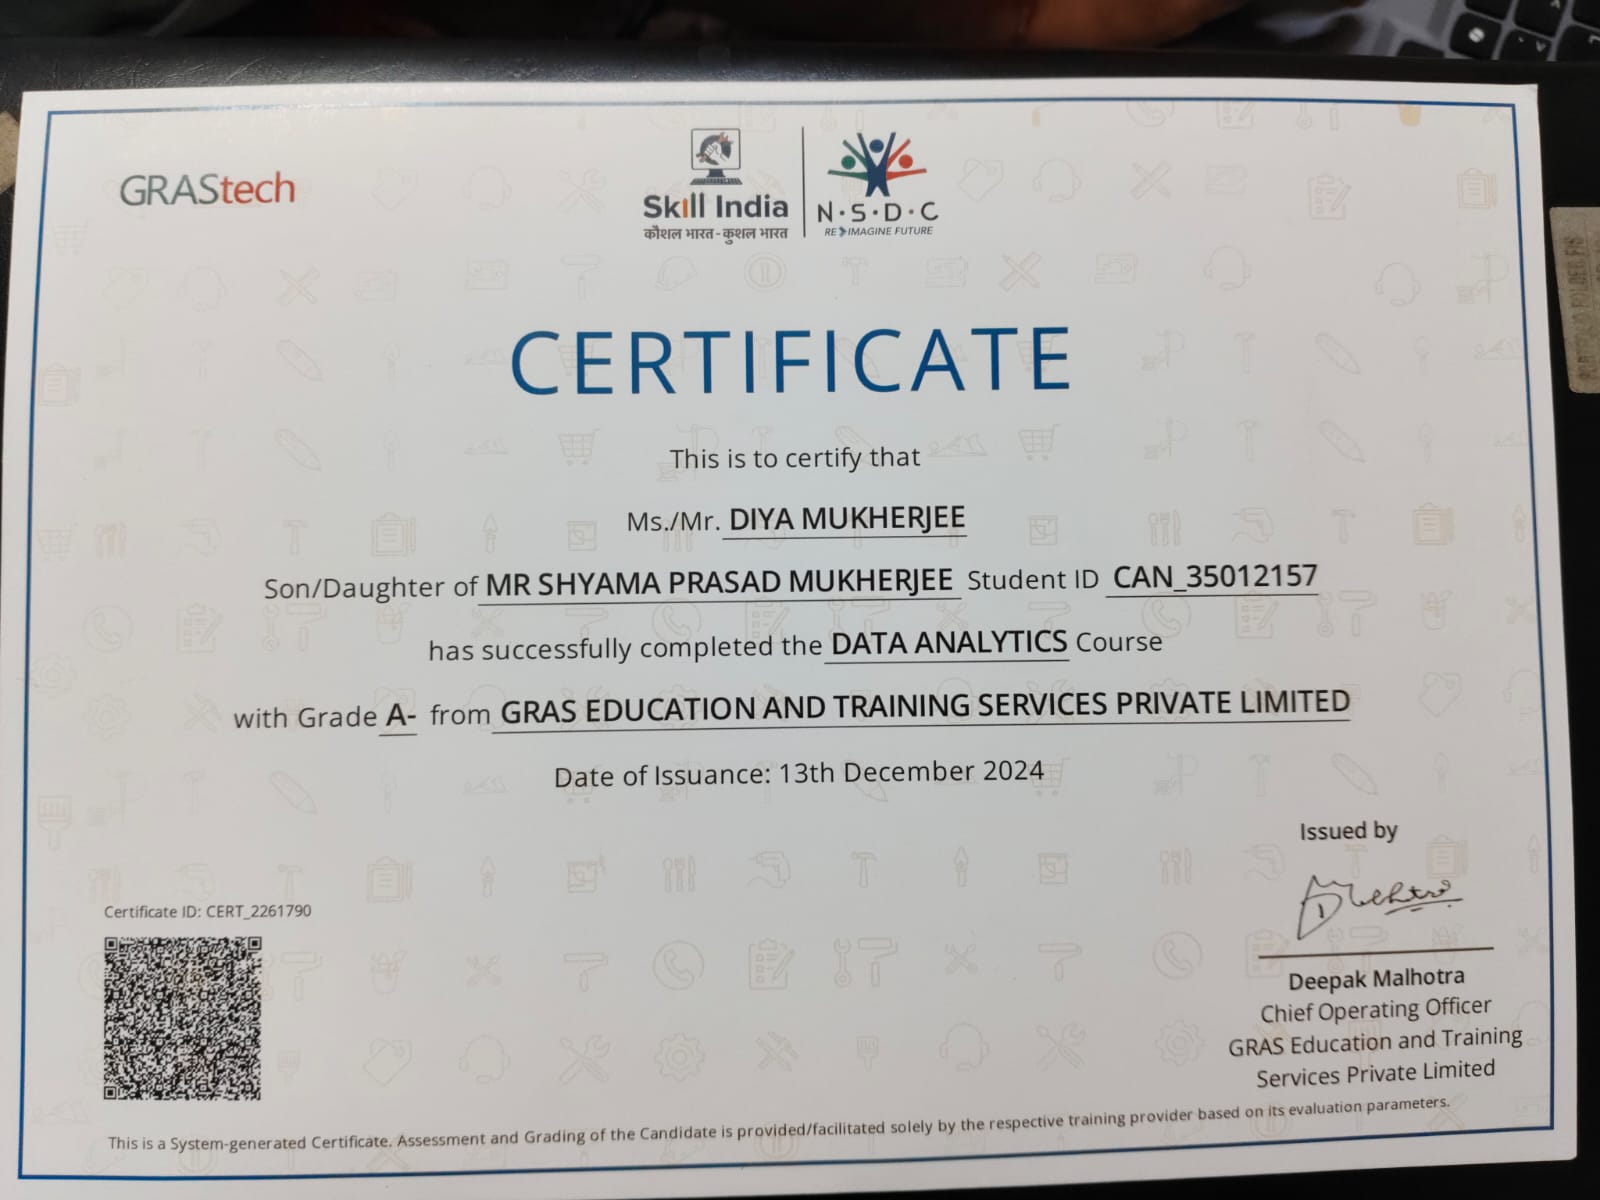 GRAStech
Skill India
कौशल भारत-कुशल भारत
N·S·D·C
RE IMAGINE FUTURE
CERTIFICATE
This is to certify that
Ms./Mr. DIYA MUKHERJEE
Son/Daughter of MR SHYAMA PRASAD MUKHERJEE Student ID CAN_35012157
has successfully completed the DATA ANALYTICS Course
with Grade A- from GRAS EDUCATION AND TRAINING SERVICES PRIVATE LIMITED
Date of Issuance: 13th December 2024
Issued by
Certificate ID: CERT_2261790
Deepak Malhotra
Chief Operating Officer
GRAS Education and Training
Services Private Limited
This is a System-generated Certificate. Assessment and Grading of the Candidate is provided/facilitated solely by the respective training provider based on its evaluation parameters.